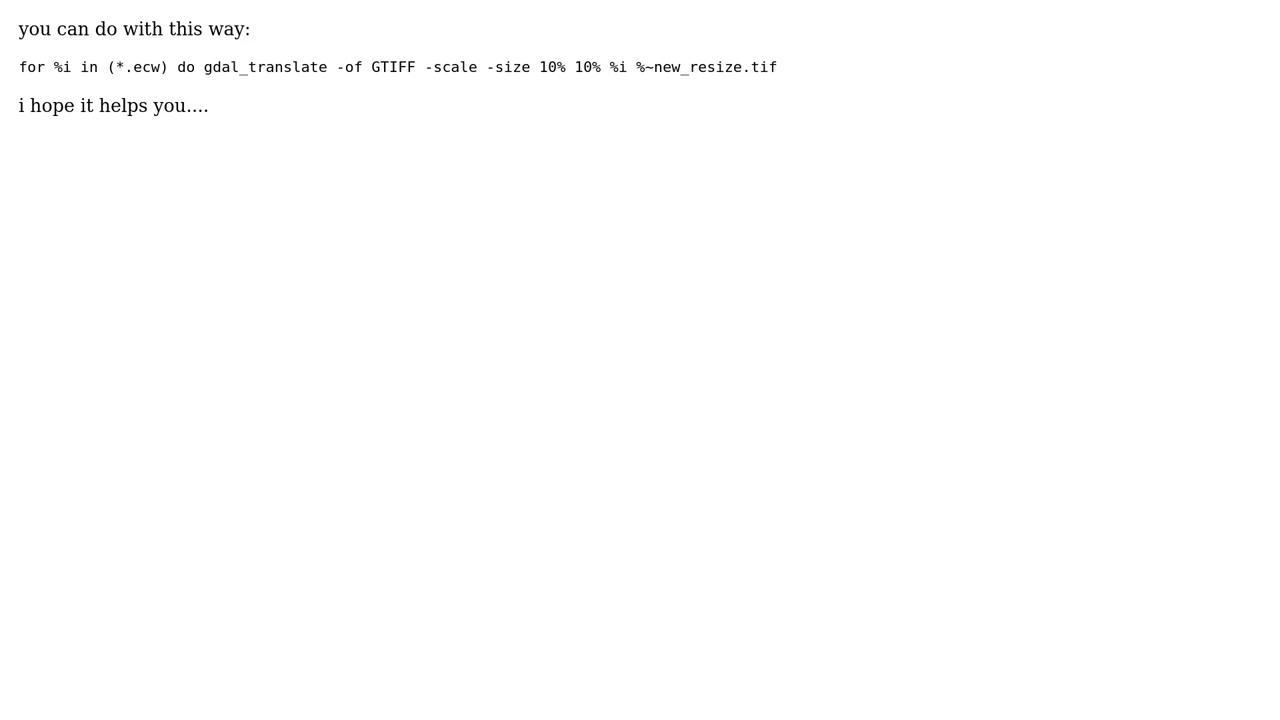 you can do with this way:
for %i in (*.ecw) do gdal_translate -of GTIFF -scale -size 10% 10% %i %~new_resize.tif
i hope it helps you....